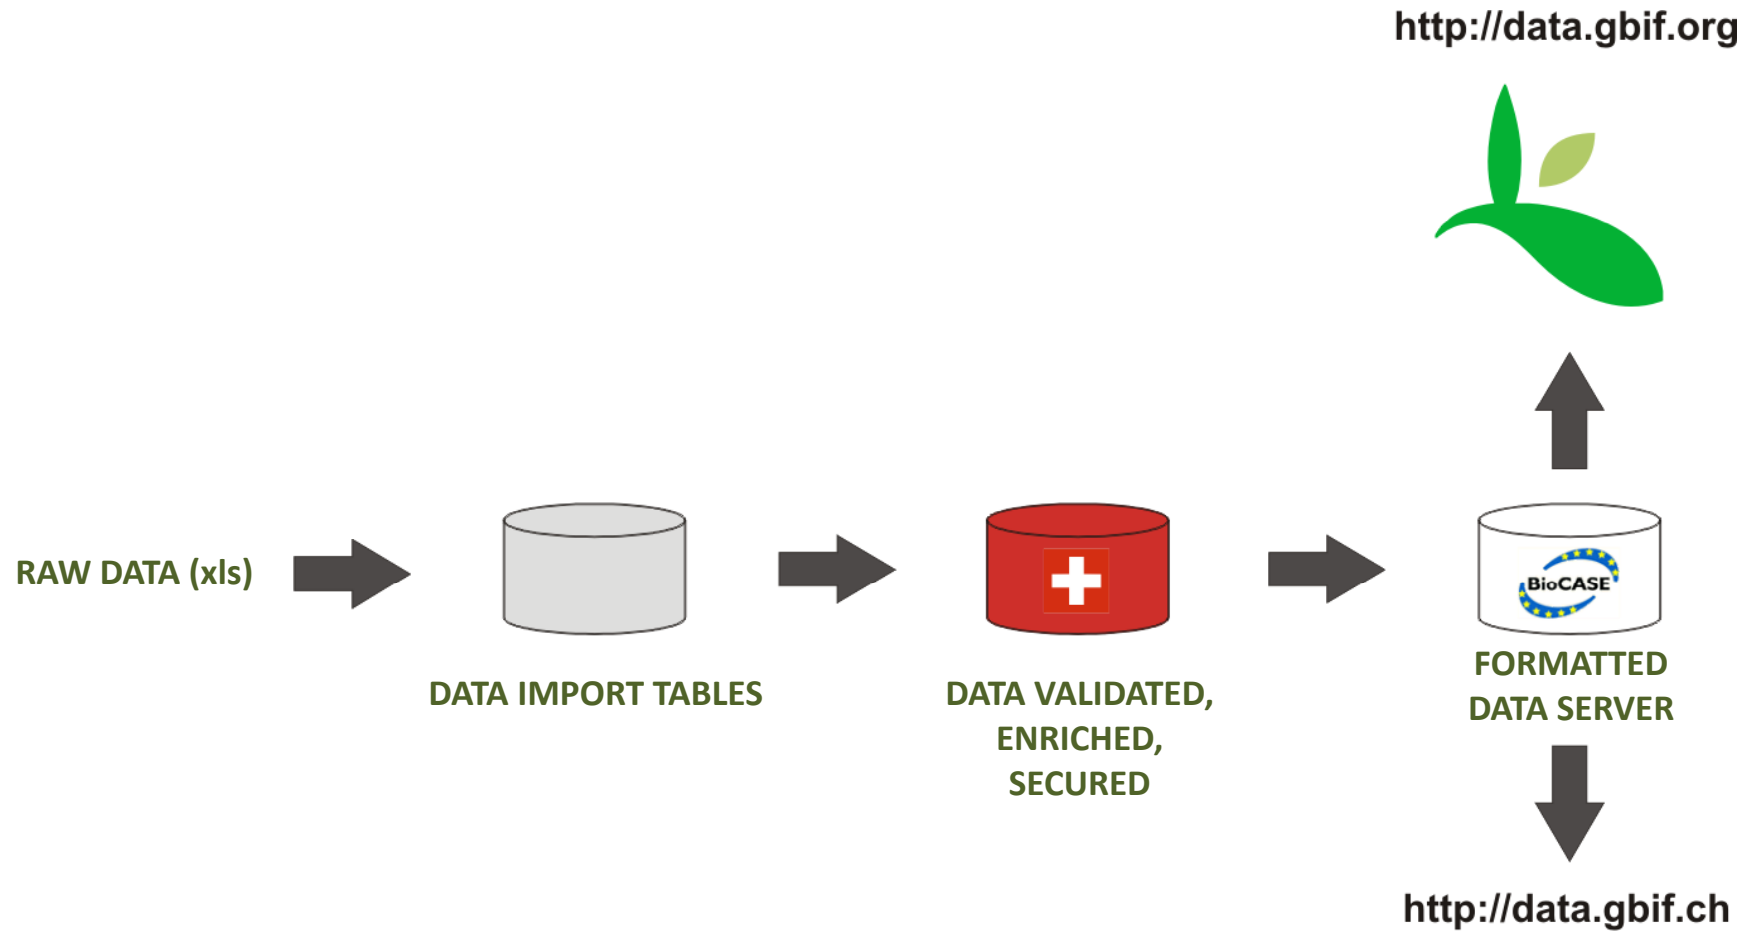 http://data.gbif.org
RAW DATA (xls)
DATA IMPORT TABLES
DATA VALIDATED,
ENRICHED,
SECURED
BioCASE
FORMATTED
DATA SERVER
http://data.gbif.ch